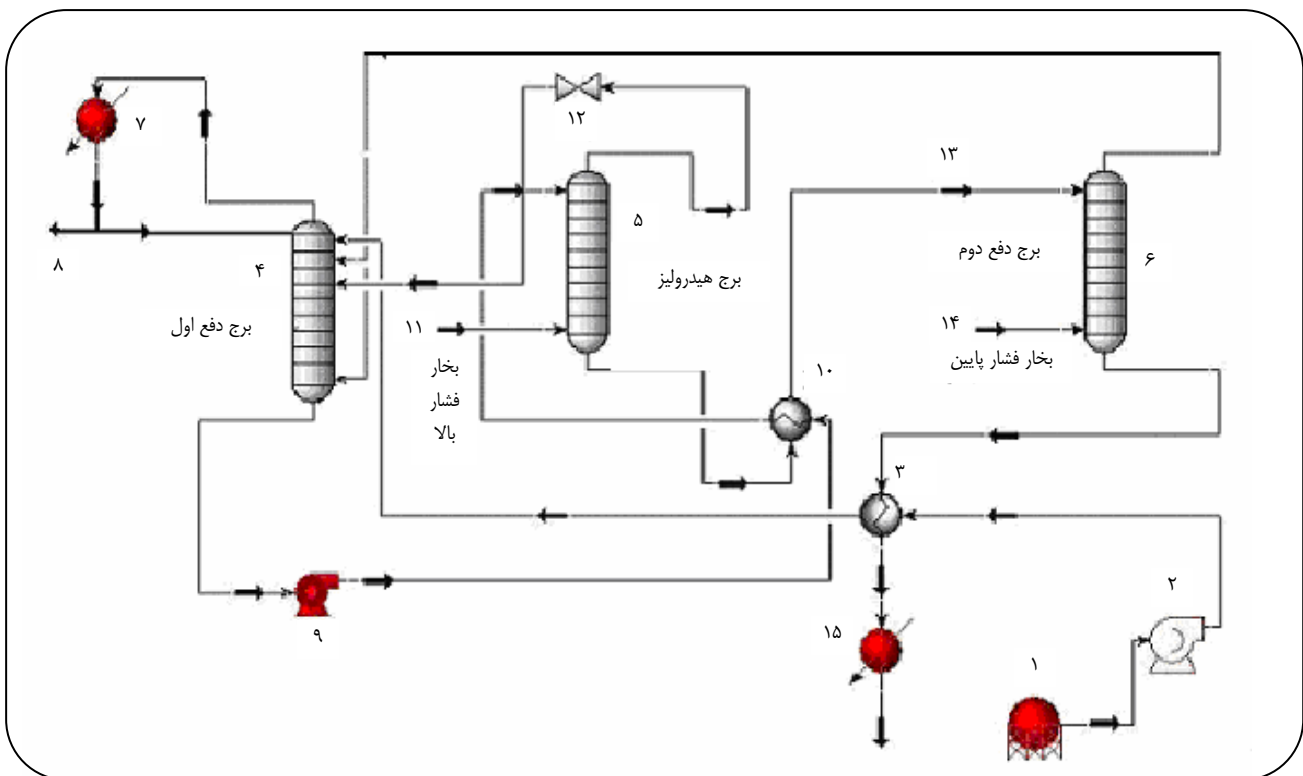 ۷
۱۲
۱۳
۵
۸
۴
برج دفع اول
برج هیدرولیز
برج دفع دوم
۶
۱۱
بخار
فشار
بالا
۱۴
بخار فشار پایین
۱۰
۳
۹
۱۵
۲
۱